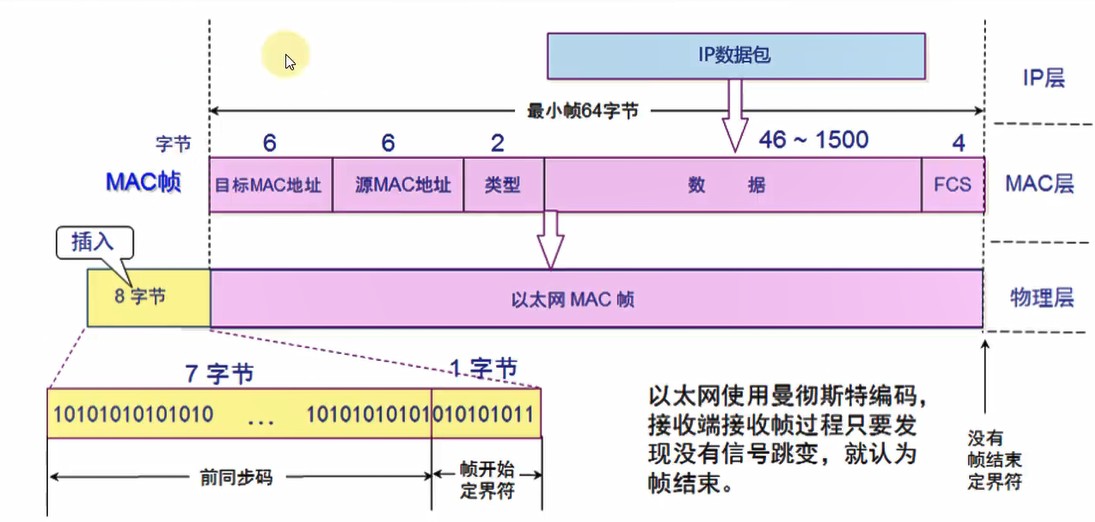 IP数据包
IP层
最小帧64字节
字节 6 6 2 46 ~ 1500 4
MAC帧 目标MAC地址 源MAC地址 类型 数 据 FCS MAC层
插入
8 字节 以太网 MAC 帧 物理层
7 字节 1 字节
10101010101010 ... 10101010101 010101011
前同步码
帧开始
定界符
以太网使用曼彻斯特编码,
接收端接收帧过程只要发
现没有信号跳变，就认为
帧结束。
没有
帧结束
定界符